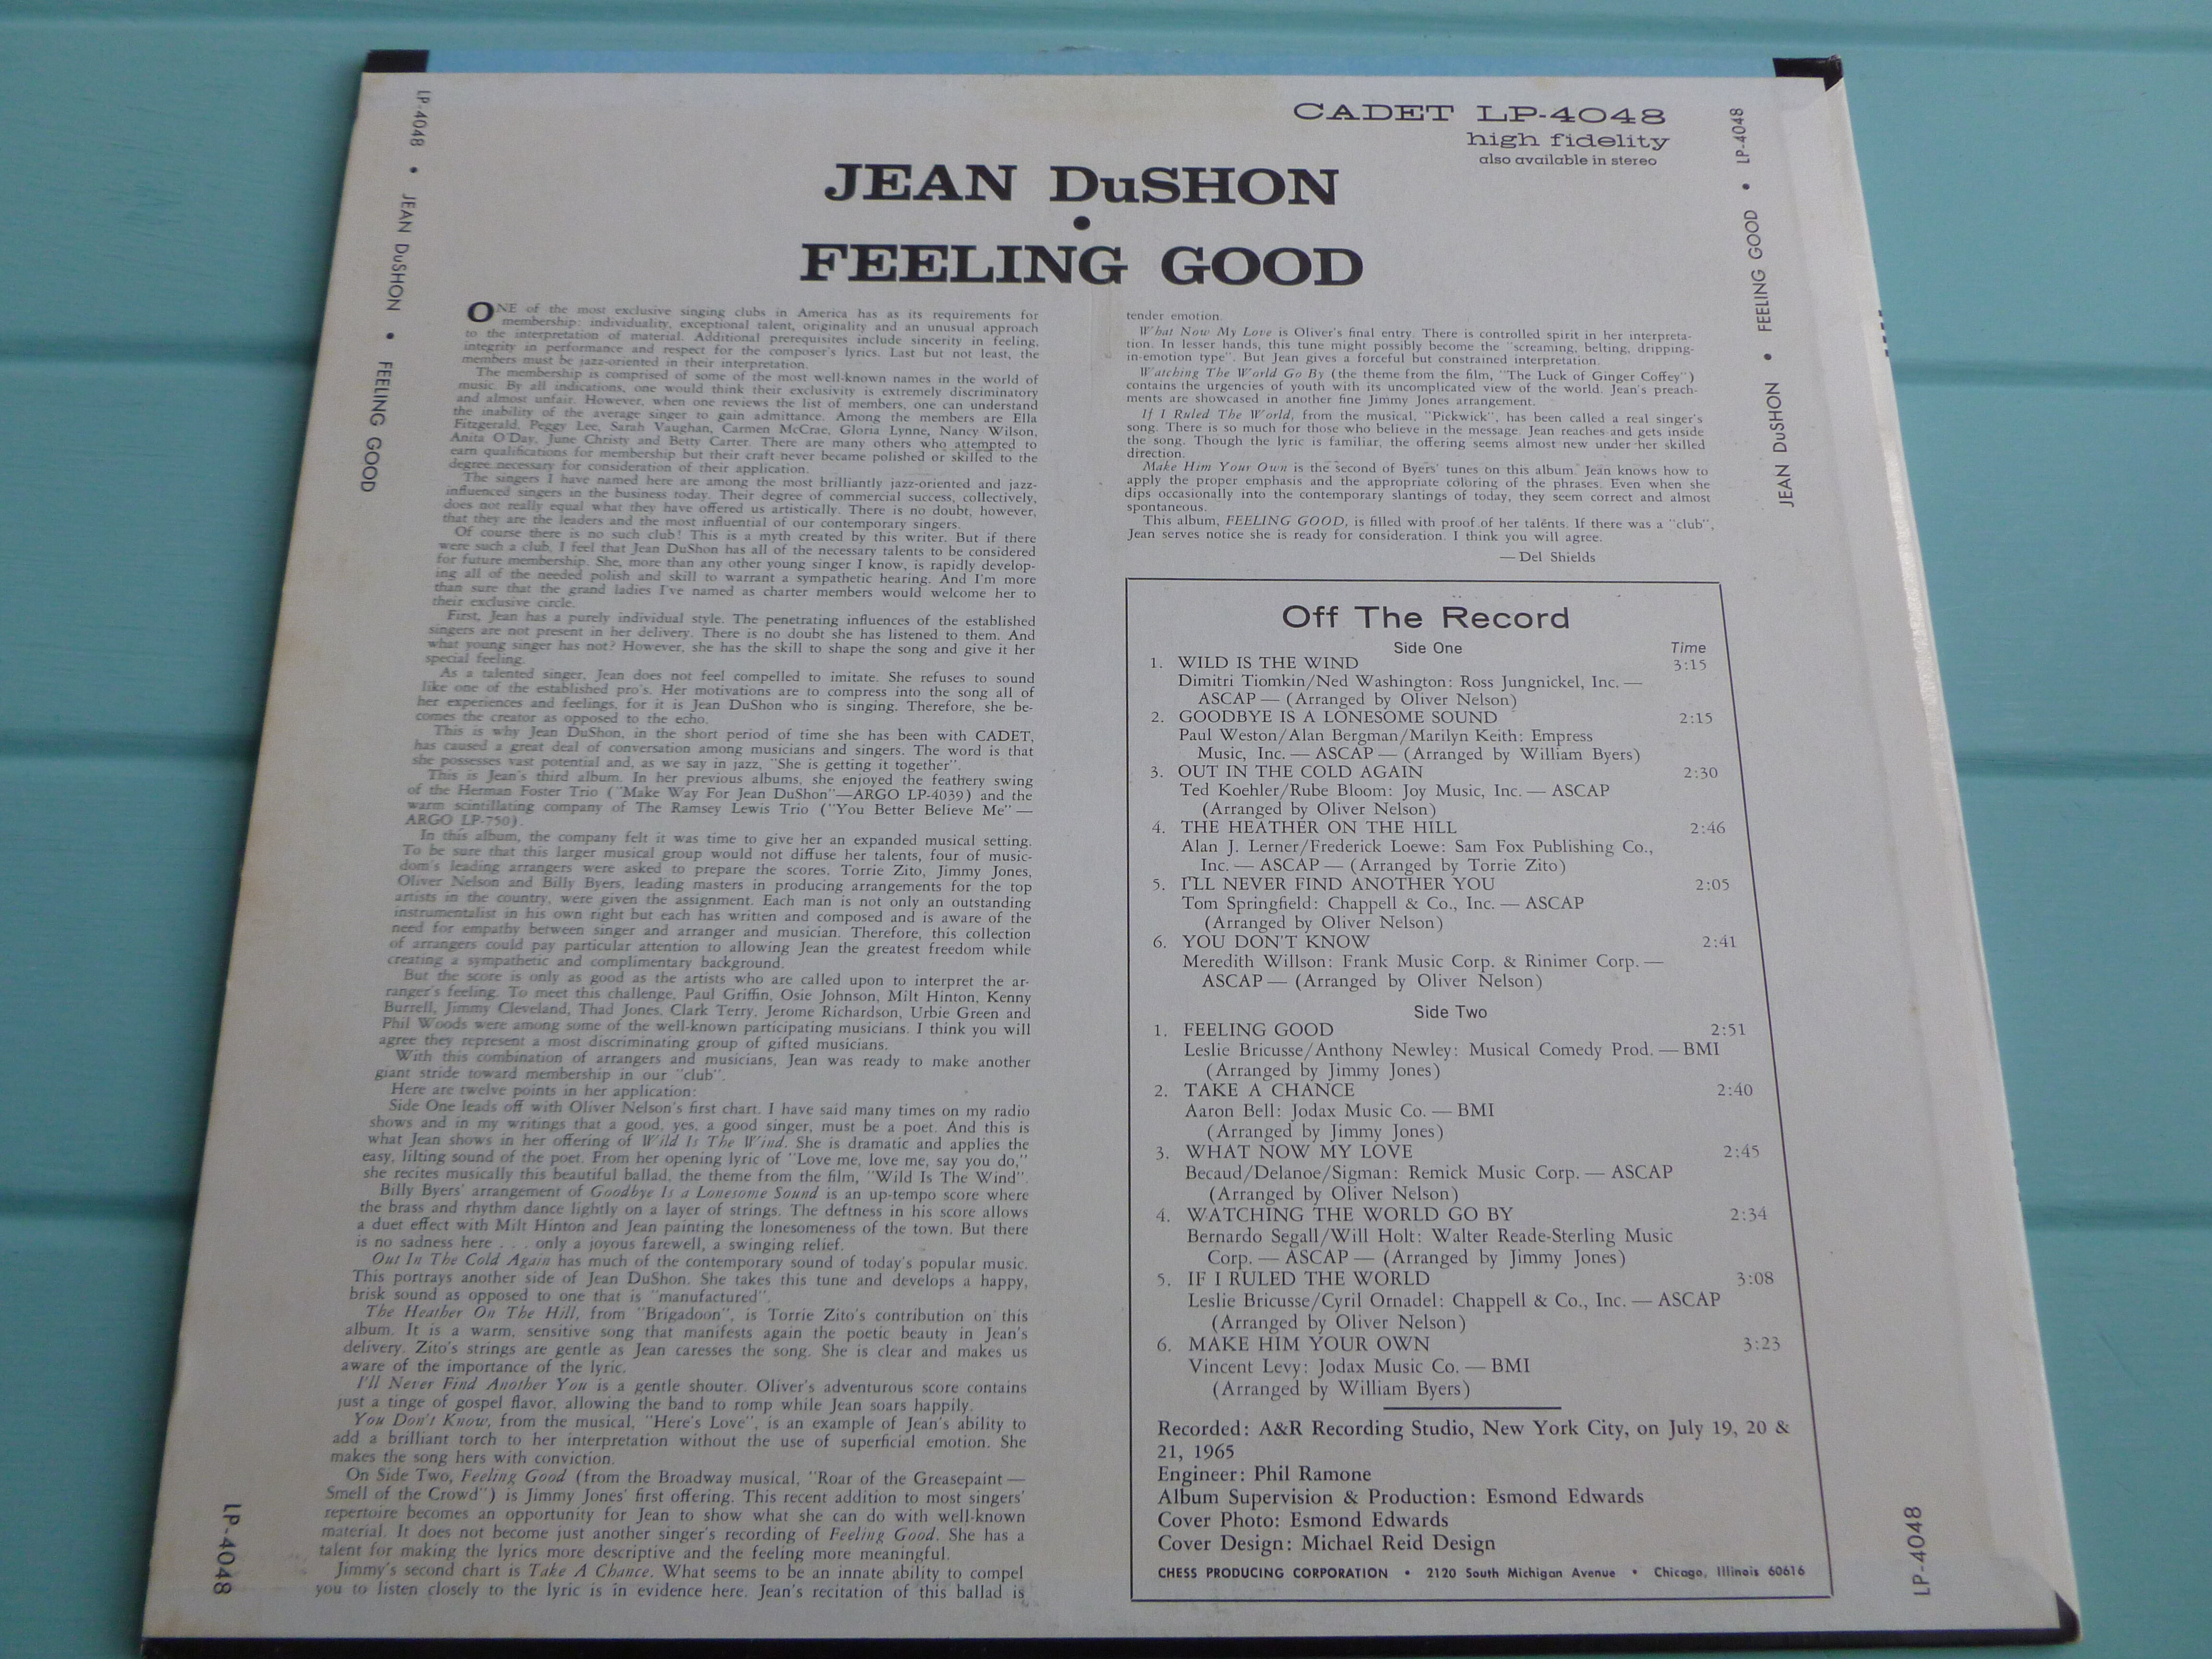 CADET LP-4048
high fidelity
also available in stereo
JEAN DuSHON
•
FEELING GOOD
LP-4048 • JEAN DuSHON • FEELING GOOD
ONE of the most exclusive singing clubs in America has as its requirements for
membership: individuality, exceptional talent, originality and an unusual approach
to the interpretation of material. Additional prerequisites include sincerity in feeling,
integrity in performance and respect for the composer's lyrics. Last but not least, the
members must be jazz-oriented in their interpretation.
The membership is comprised of some of the most well-known names in the world of
music. By all indications, one would think their exclusivity is extremely discriminatory
and almost unfair. However, when one reviews the list of members, one can understand
the inability of the average singer to gain admittance. Among the members are Ella
Fitzgerald, Peggy Lee, Sarah Vaughan, Carmen McCrae, Gloria Lynne, Nancy Wilson,
Anita O'Day, June Christy and Betty Carter. There are many others who attempted to
earn qualifications for membership but their craft never became polished or skilled to the
degree necessary for consideration of their application.
The singers I have named here are among the most brilliantly jazz-oriented and jazz-
influenced singers in the business today. Their degree of commercial success, collectively,
does not really equal what they have offered us artistically. There is no doubt, however,
that they are the leaders and the most influential of our contemporary singers.
Of course there is no such club! This is a myth created by this writer. But if there
were such a club, I feel that Jean DuShon has all of the necessary talents to be considered
for future membership. She, more than any other young singer I know, is rapidly develop-
ing all of the needed polish and skill to warrant a sympathetic hearing. And I'm more
than sure that the grand ladies I've named as charter members would welcome her to
their exclusive circle.
First, Jean has a purely individual style. The penetrating influences of the established
singers are not present in her delivery. There is no doubt she has listened to them. And
what young singer has not? However, she has the skill to shape the song and give it her
special feeling.
As a talented singer, Jean does not feel compelled to imitate. She refuses to sound
like one of the established pro's. Her motivations are to compress into the song all of
her experiences and feelings, for it is Jean DuShon who is singing. Therefore, she be-
comes the creator as opposed to the echo.
This is why Jean DuShon, in the short period of time she has been with CADET,
has caused a great deal of conversation among musicians and singers. The word is that
she possesses vast potential and, as we say in jazz, "She is getting it together".
This is Jean's third album. In her previous albums, she enjoyed the feathery swing
of the Herman Foster Trio ("Make Way For Jean DuShon"—ARGO LP-4039) and the
warm scintillating company of The Ramsey Lewis Trio ("You Better Believe Me"—
ARGO LP-750).
In this album, the company felt it was time to give her an expanded musical setting.
To be sure that this larger musical group would not diffuse her talents, four of music-
dom's leading arrangers were asked to prepare the scores. Torrie Zito, Jimmy Jones,
Oliver Nelson and Billy Byers, leading masters in producing arrangements for the top
artists in the country, were given the assignment. Each man is not only an outstanding
instrumentalist in his own right but each has written and composed and is aware of the
need for empathy between singer and arranger and musician. Therefore, this collection
of arrangers could pay particular attention to allowing Jean the greatest freedom while
creating a sympathetic and complimentary background.
But the score is only as good as the artists who are called upon to interpret the ar-
ranger's feeling. To meet this challenge, Paul Griffin, Osie Johnson, Milt Hinton, Kenny
Burrell, Jimmy Cleveland, Thad Jones, Clark Terry, Jerome Richardson, Urbie Green and
Phil Woods were among some of the well-known participating musicians. I think you will
agree they represent a most discriminating group of gifted musicians.
With this combination of arrangers and musicians, Jean was ready to make another
giant stride toward membership in our "club".
Here are twelve points in her application:
Side One leads off with Oliver Nelson's first chart. I have said many times on my radio
shows and in my writings that a good, yes, a good singer, must be a poet. And this is
what Jean shows in her offering of Wild Is The Wind. She is dramatic and applies the
easy, lilting sound of the poet. From her opening lyric of "Love me, love me, say you do,"
she recites musically this beautiful ballad, the theme from the film, "Wild Is The Wind".
Billy Byers' arrangement of Goodbye Is a Lonesome Sound is an up-tempo score where
the brass and rhythm dance lightly on a layer of strings. The deftness in his score allows
a duet effect with Milt Hinton and Jean painting the lonesomeness of the town. But there
is no sadness here . . . only a joyous farewell, a swinging relief.
Out In The Cold Again has much of the contemporary sound of today's popular music.
This portrays another side of Jean DuShon. She takes this tune and develops a happy,
brisk sound as opposed to one that is "manufactured".
The Heather On The Hill, from "Brigadoon", is Torrie Zito's contribution on this
album. It is a warm, sensitive song that manifests again the poetic beauty in Jean's
delivery. Zito's strings are gentle as Jean caresses the song. She is clear and makes us
aware of the importance of the lyric.
I'll Never Find Another You is a gentle shouter. Oliver's adventurous score contains
just a tinge of gospel flavor, allowing the band to romp while Jean soars happily.
You Don't Know, from the musical, "Here's Love", is an example of Jean's ability to
add a brilliant torch to her interpretation without the use of superficial emotion. She
makes the song hers with conviction.
On Side Two, Feeling Good (from the Broadway musical, "Roar of the Greasepaint —
Smell of the Crowd") is Jimmy Jones' first offering. This recent addition to most singers'
repertoire becomes an opportunity for Jean to show what she can do with well-known
material. It does not become just another singer's recording of Feeling Good. She has a
talent for making the lyrics more descriptive and the feeling more meaningful.
Jimmy's second chart is Take A Chance. What seems to be an innate ability to compel
you to listen closely to the lyric is in evidence here. Jean's recitation of this ballad is
LP-4048
tender emotion.
What Now My Love is Oliver's final entry. There is controlled spirit in her interpreta-
tion. In lesser hands, this tune might possibly become the "screaming, belting, dripping-
in-emotion type". But Jean gives a forceful but constrained interpretation.
Watching The World Go By (the theme from the film, "The Luck of Ginger Coffey")
contains the urgencies of youth with its uncomplicated view of the world. Jean's preach-
ments are showcased in another fine Jimmy Jones arrangement.
If I Ruled The World, from the musical, "Pickwick", has been called a real singer's
song. There is so much for those who believe in the message. Jean reaches and gets inside
the song. Though the lyric is familiar, the offering seems almost new under her skilled
direction.
Make Him Your Own is the second of Byers' tunes on this album. Jean knows how to
apply the proper emphasis and the appropriate coloring of the phrases. Even when she
dips occasionally into the contemporary slantings of today, they seem correct and almost
spontaneous.
This album, FEELING GOOD, is filled with proof of her talents. If there was a "club",
Jean serves notice she is ready for consideration. I think you will agree.
— Del Shields
Off The Record
Side One Time
1. WILD IS THE WIND 3:15
Dimitri Tiomkin/Ned Washington: Ross Jungnickel, Inc. —
ASCAP — (Arranged by Oliver Nelson)
2. GOODBYE IS A LONESOME SOUND 2:15
Paul Weston/Alan Bergman/Marilyn Keith: Empress
Music, Inc. — ASCAP — (Arranged by William Byers)
3. OUT IN THE COLD AGAIN 2:30
Ted Koehler/Rube Bloom: Joy Music, Inc. — ASCAP
(Arranged by Oliver Nelson)
4. THE HEATHER ON THE HILL 2:46
Alan J. Lerner/Frederick Loewe: Sam Fox Publishing Co.,
Inc. — ASCAP — (Arranged by Torrie Zito)
5. I'LL NEVER FIND ANOTHER YOU 2:05
Tom Springfield: Chappell & Co., Inc. — ASCAP
(Arranged by Oliver Nelson)
6. YOU DON'T KNOW 2:41
Meredith Willson: Frank Music Corp. & Rinimer Corp. —
ASCAP — (Arranged by Oliver Nelson)
Side Two
1. FEELING GOOD 2:51
Leslie Bricusse/Anthony Newley: Musical Comedy Prod. — BMI
(Arranged by Jimmy Jones)
2. TAKE A CHANCE 2:40
Aaron Bell: Jodax Music Co. — BMI
(Arranged by Jimmy Jones)
3. WHAT NOW MY LOVE 2:45
Becaud/Delanoe/Sigman: Remick Music Corp. — ASCAP
(Arranged by Oliver Nelson)
4. WATCHING THE WORLD GO BY 2:34
Bernardo Segall/Will Holt: Walter Reade-Sterling Music
Corp. — ASCAP — (Arranged by Jimmy Jones)
5. IF I RULED THE WORLD 3:08
Leslie Bricusse/Cyril Ornadel: Chappell & Co., Inc. — ASCAP
(Arranged by Oliver Nelson)
6. MAKE HIM YOUR OWN 3:23
Vincent Levy: Jodax Music Co. — BMI
(Arranged by William Byers)
Recorded: A&R Recording Studio, New York City, on July 19, 20 &
21, 1965
Engineer: Phil Ramone
Album Supervision & Production: Esmond Edwards
Cover Photo: Esmond Edwards
Cover Design: Michael Reid Design
CHESS PRODUCING CORPORATION • 2120 South Michigan Avenue • Chicago, Illinois 60616
JEAN DuSHON • FEELING GOOD • LP-4048
LP-4048